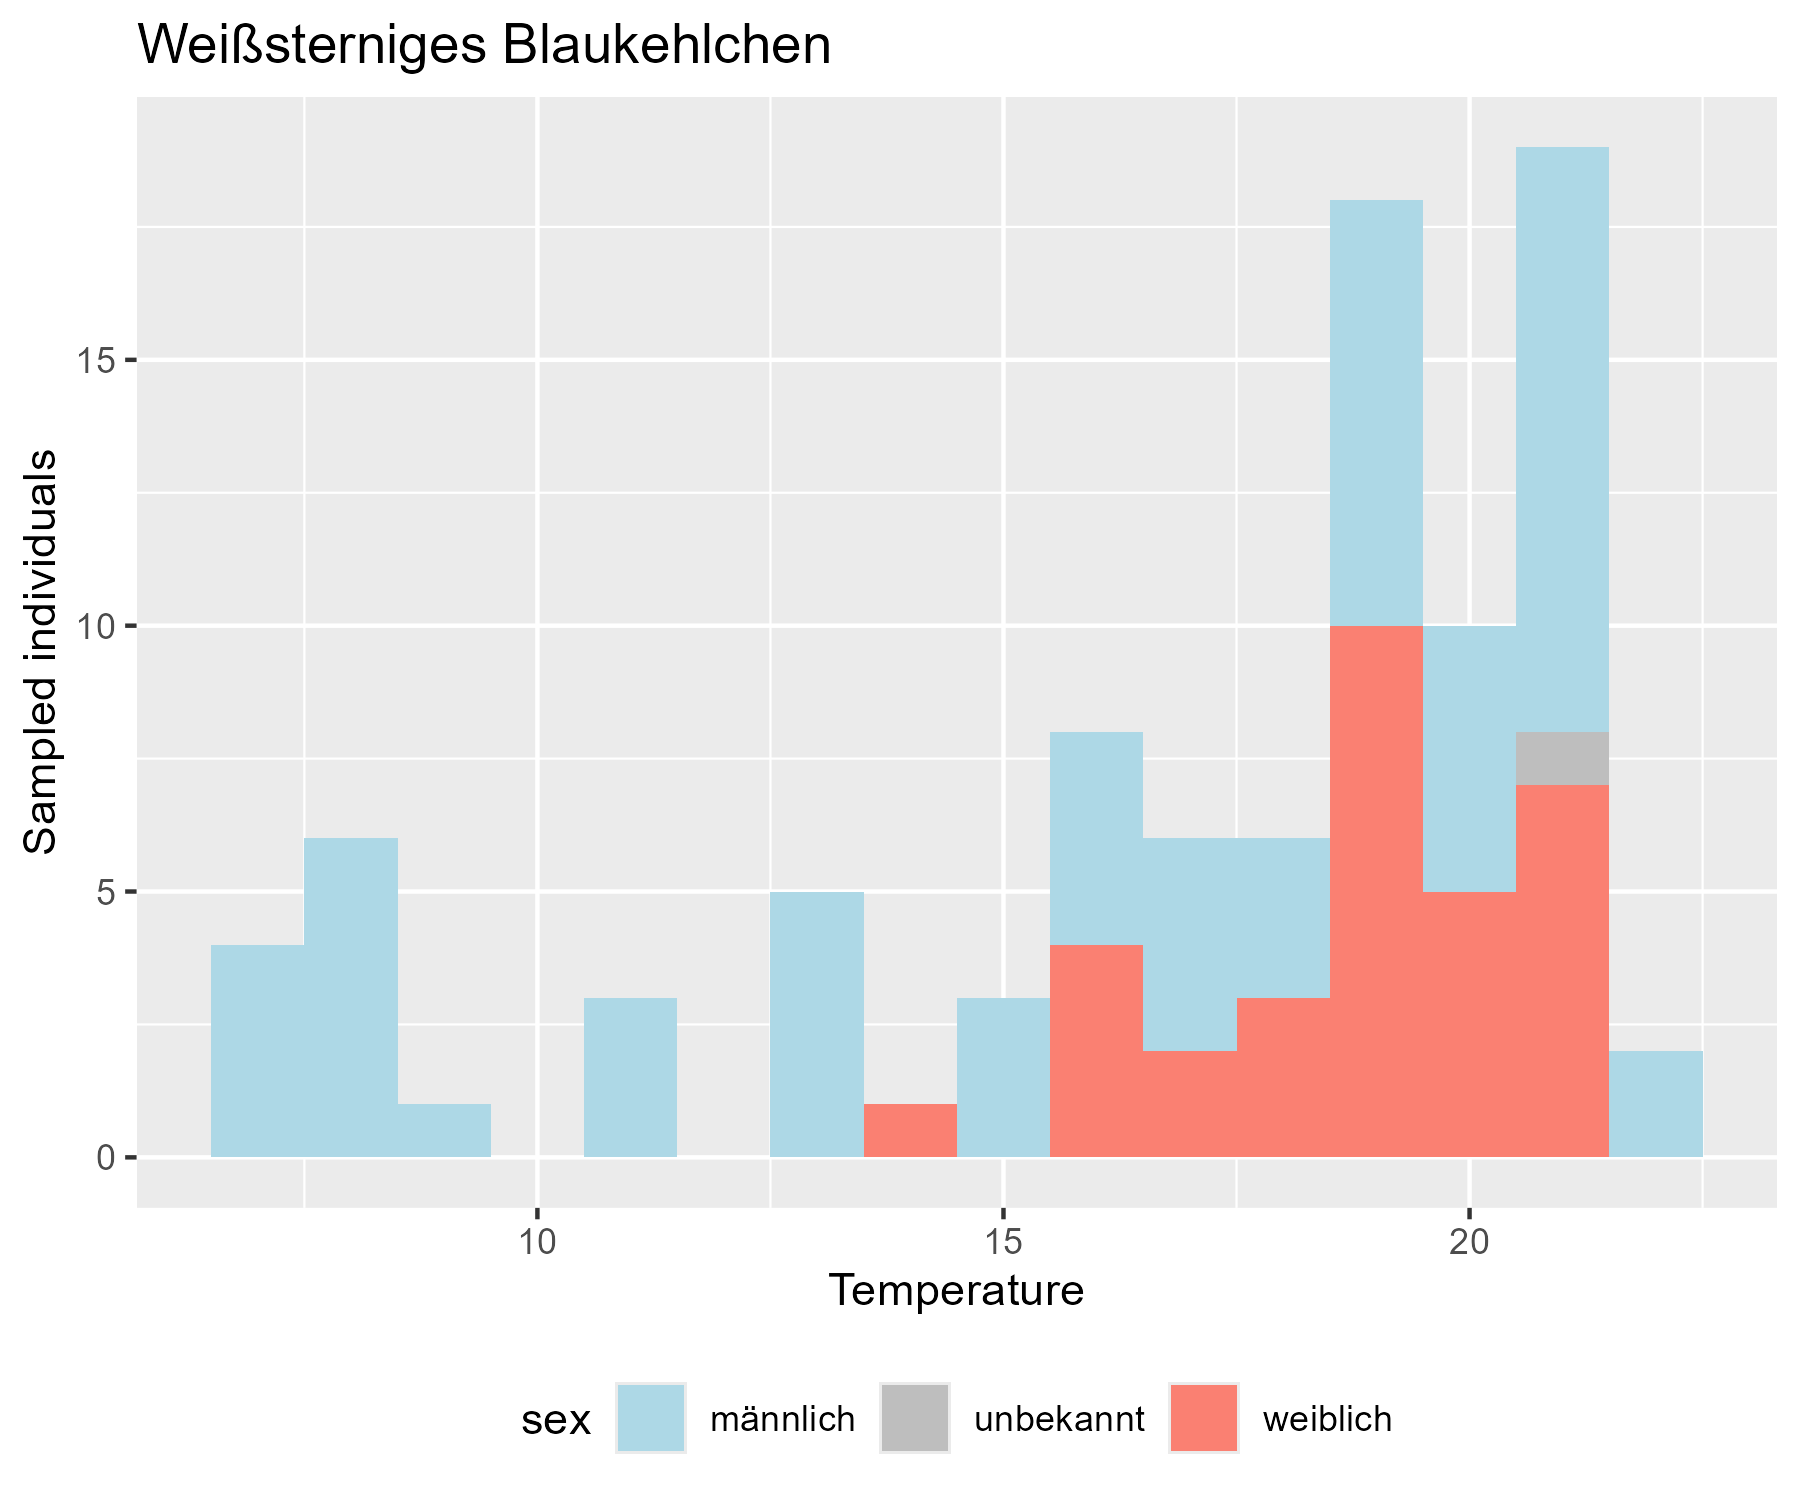 Weißsterniges Blaukehlchen
Sampled individuals
15
10
5
0
10 15 20
Temperature
sex männlich unbekannt weiblich